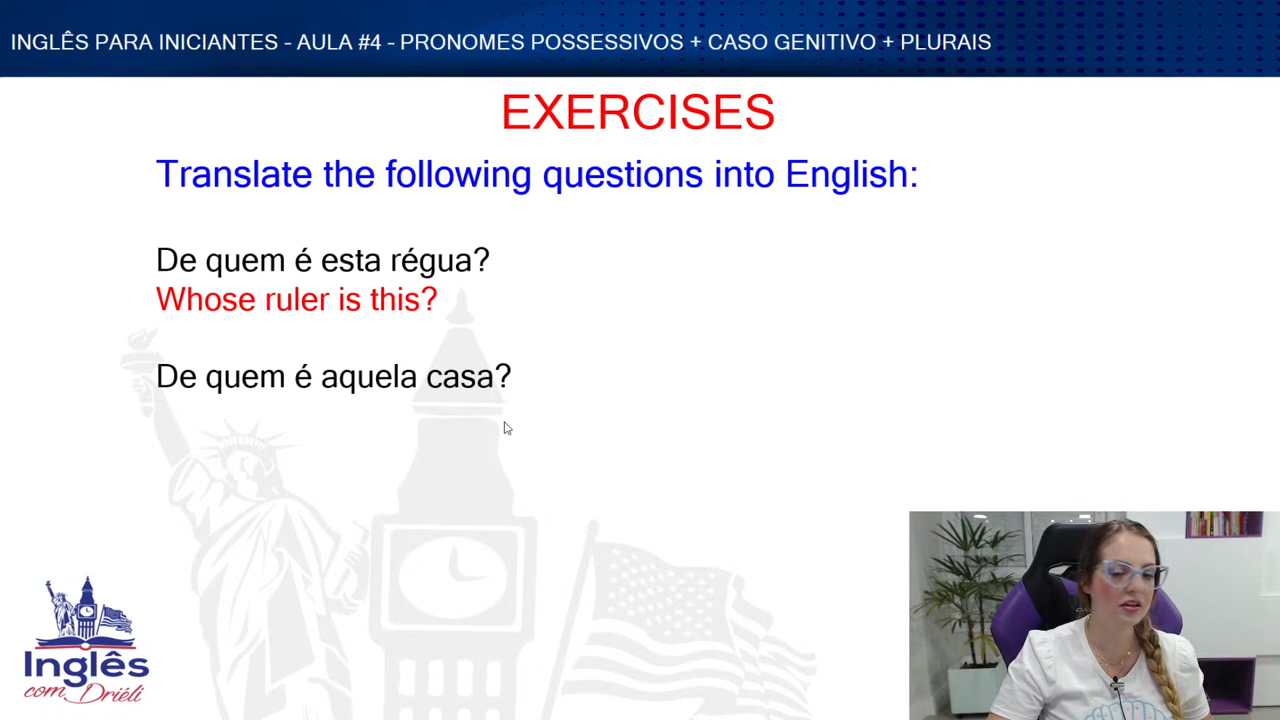 INGLÊS PARA INICIANTES - AULA #4 - PRONOMES POSSESSIVOS + CASO GENITIVO + PLURAIS
EXERCISES
Translate the following questions into English:
De quem é esta régua?
Whose ruler is this?
De quem é aquela casa?
Inglês
com Driéli